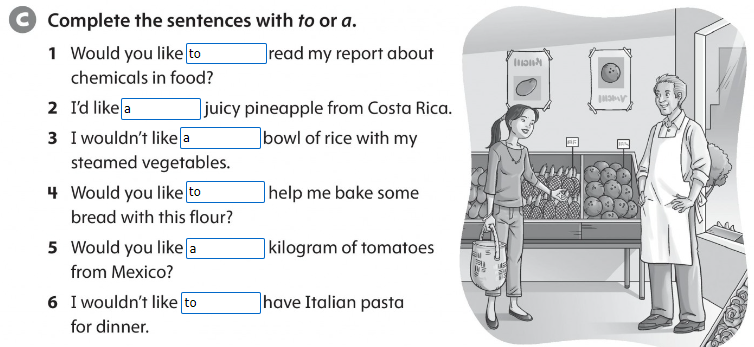 C Complete the sentences with to or a.
1 Would you like to read my report about
chemicals in food?
2 I'd like a juicy pineapple from Costa Rica.
3 I wouldn't like a bowl of rice with my
steamed vegetables.
4 Would you like to help me bake some
bread with this flour?
5 Would you like a kilogram of tomatoes
from Mexico?
6 I wouldn't like to have Italian pasta
for dinner.